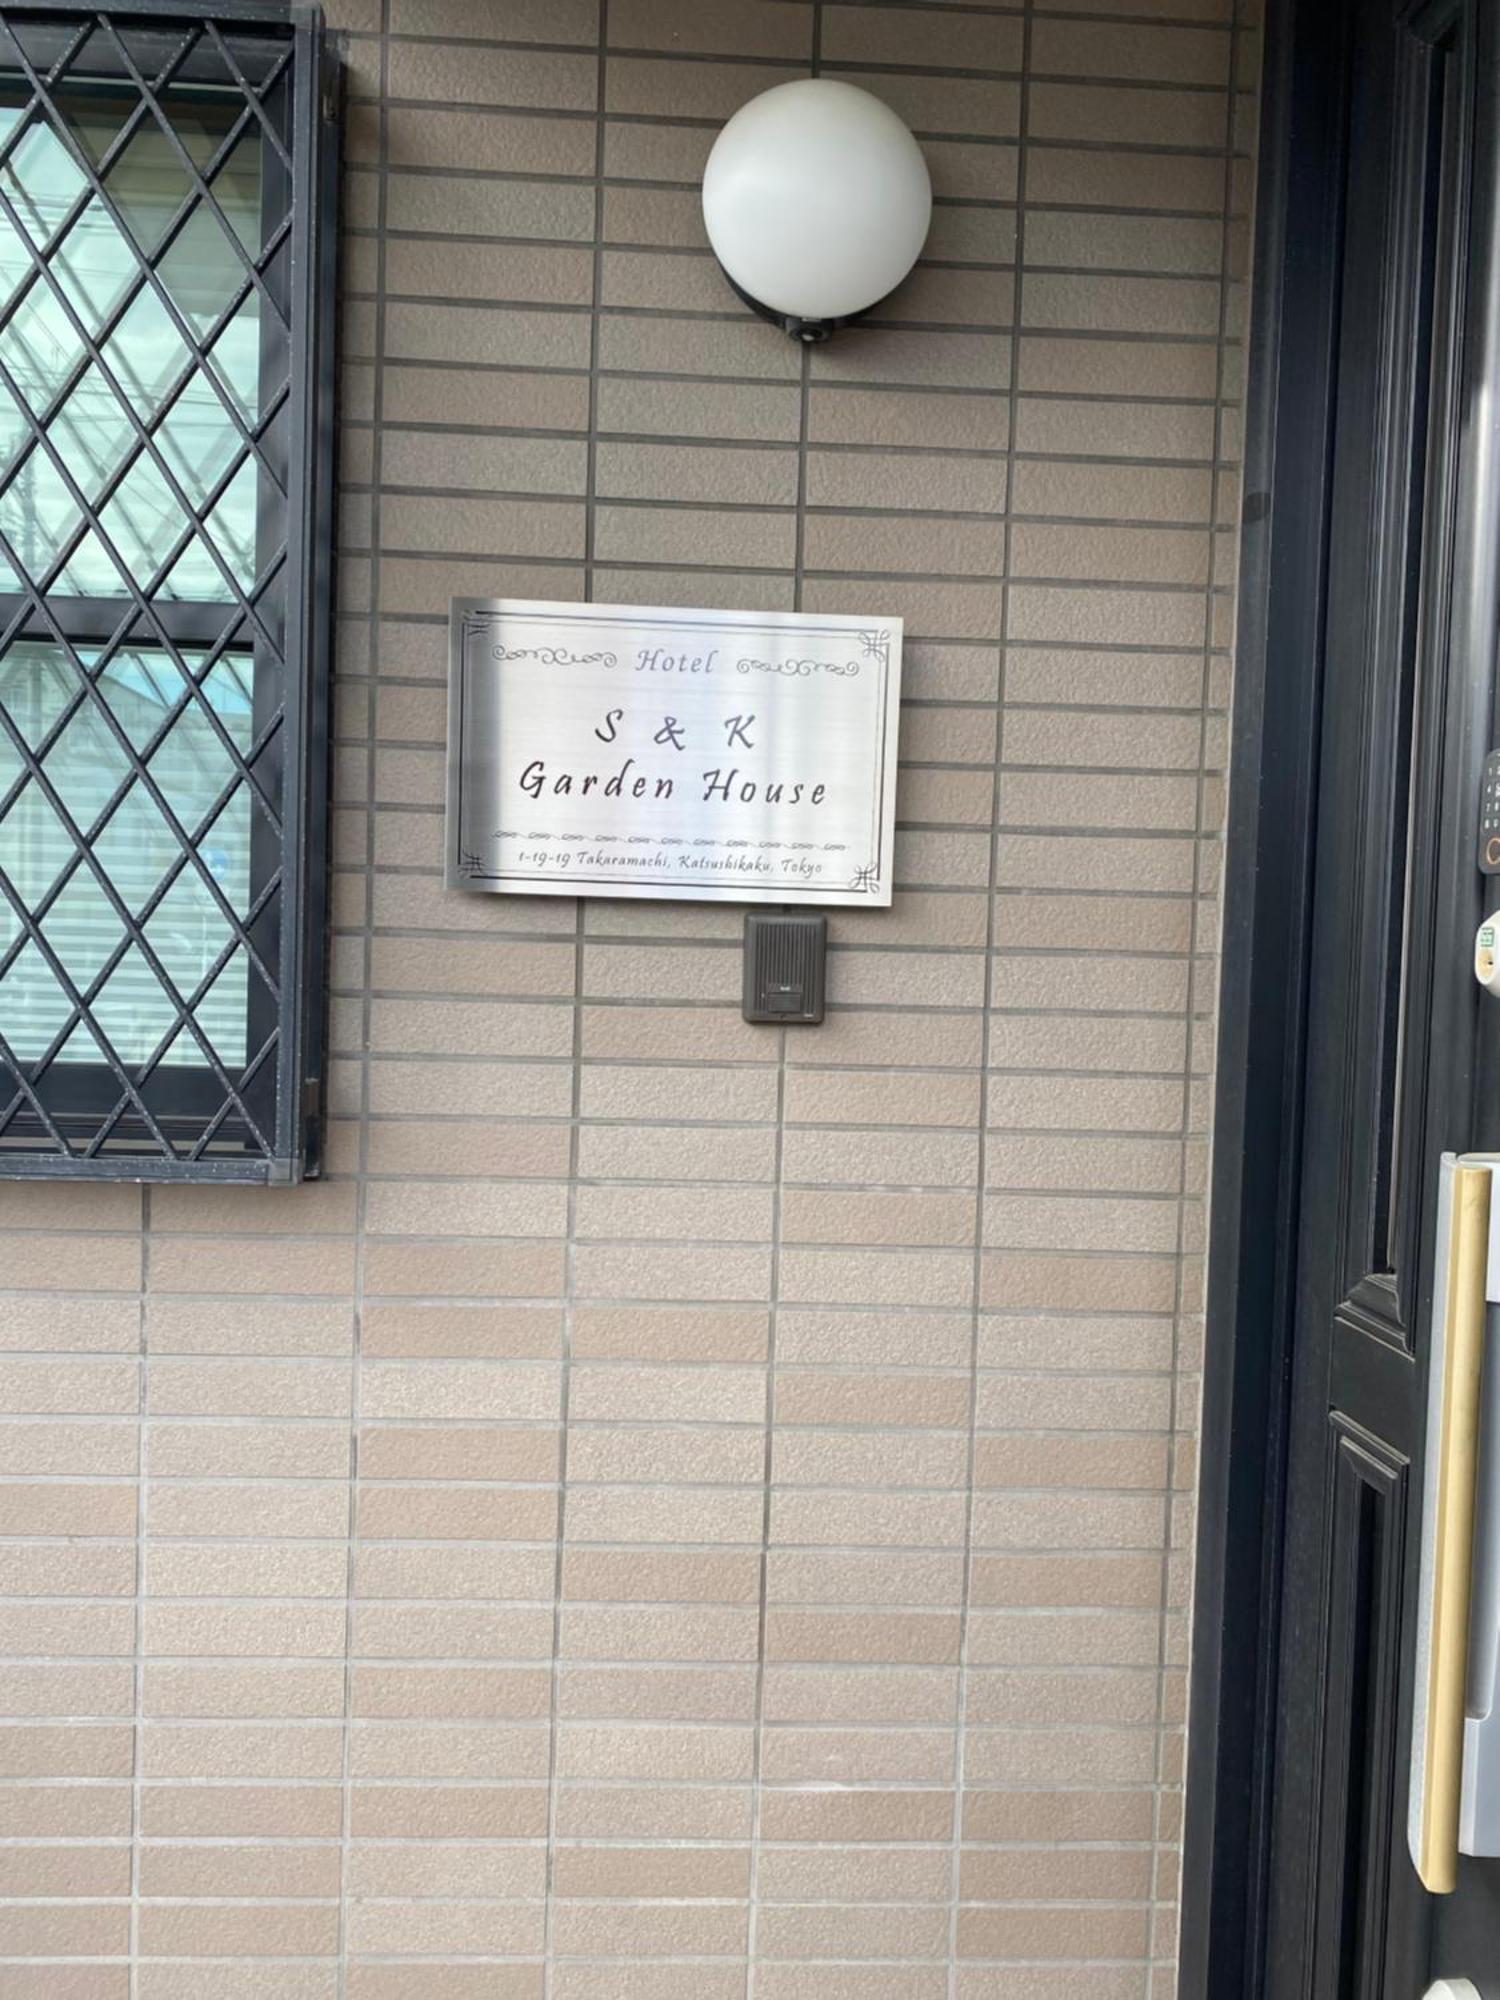 Hotel
S & K
Garden House
1-19-19 Takaramachi, Katsushikaku, Tokyo